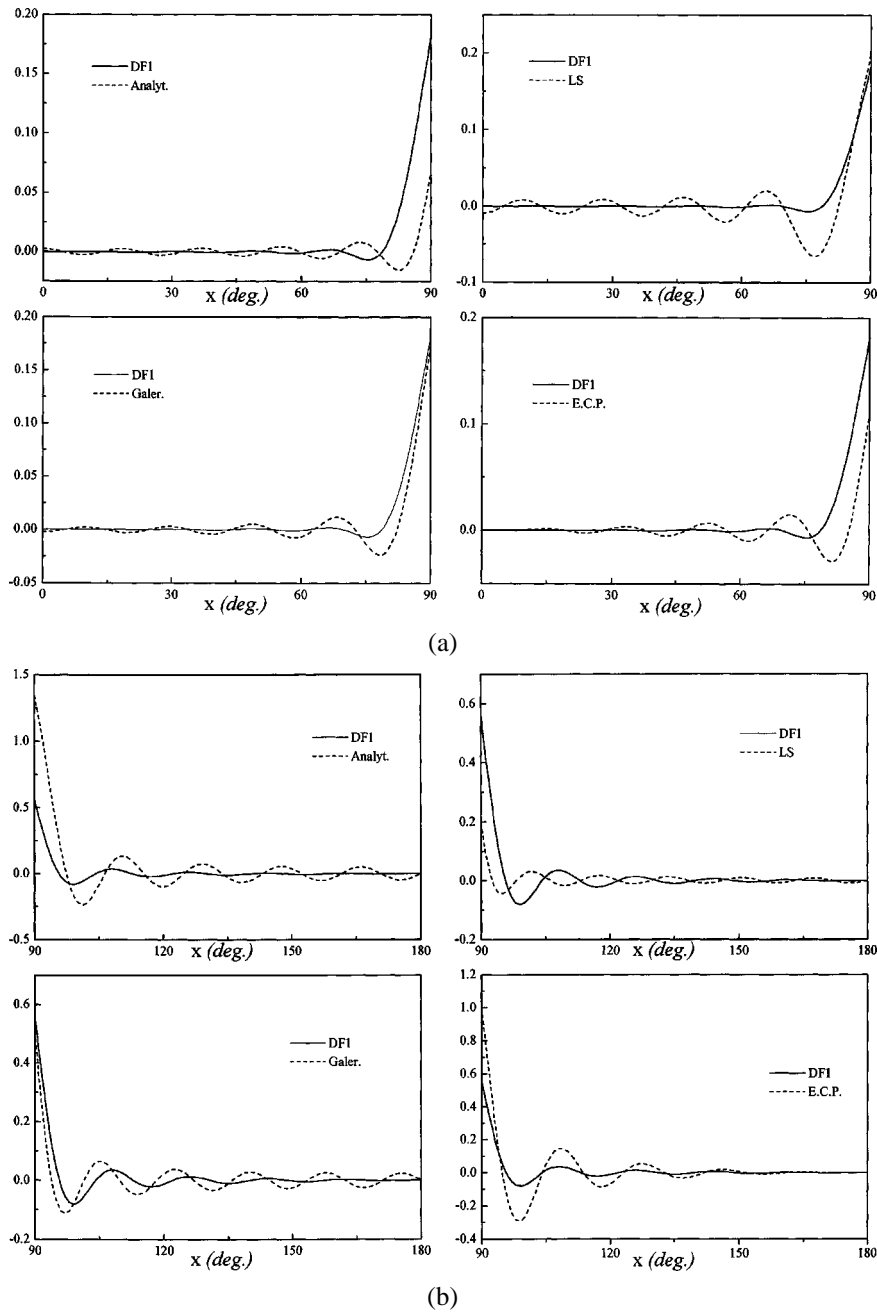 0.20
0.15
0.10
0.05
0.00
DF1
Analyt.
0 30 60 90
x (deg.)
0.2
0.1
0.0
-0.1
DF1
LS
0 30 60 90
x (deg.)
0.20
0.15
0.10
0.05
0.00
-0.05
DF1
Galer.
0 30 60 90
x (deg.)
0.2
0.1
0.0
DF1
E.C.P.
0 30 60 90
x (deg.)
(a)
1.5
1.0
0.5
0.0
-0.5
DF1
Analyt.
90 120 150 180
x (deg.)
0.6
0.4
0.2
0.0
-0.2
DF1
LS
90 120 150 180
x (deg.)
0.6
0.4
0.2
0.0
-0.2
DF1
Galer.
90 120 150 180
x (deg.)
1.2
1.0
0.8
0.6
0.4
0.2
0.0
-0.2
-0.4
DF1
E.C.P.
90 120 150 180
x (deg.)
(b)